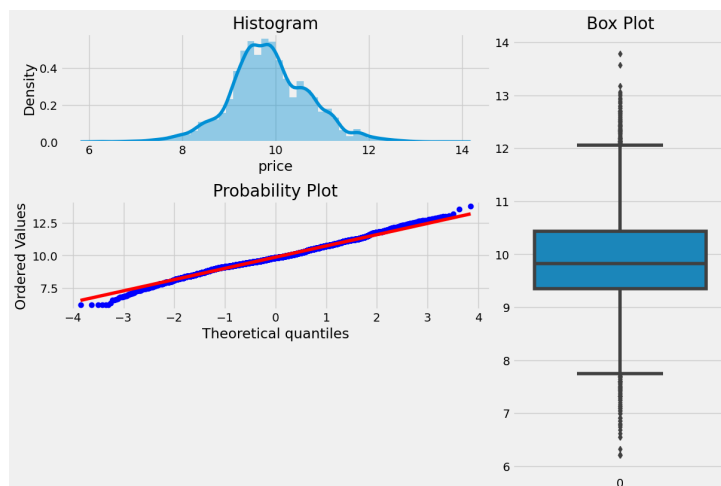 Histogram
Density
0.4
0.2
0.0
6 8 10 12 14
price
Probability Plot
Ordered Values
12.5
10.0
7.5
−4 −3 −2 −1 0 1 2 3 4
Theoretical quantiles
Box Plot
14
13
12
11
10
9
8
7
6
0